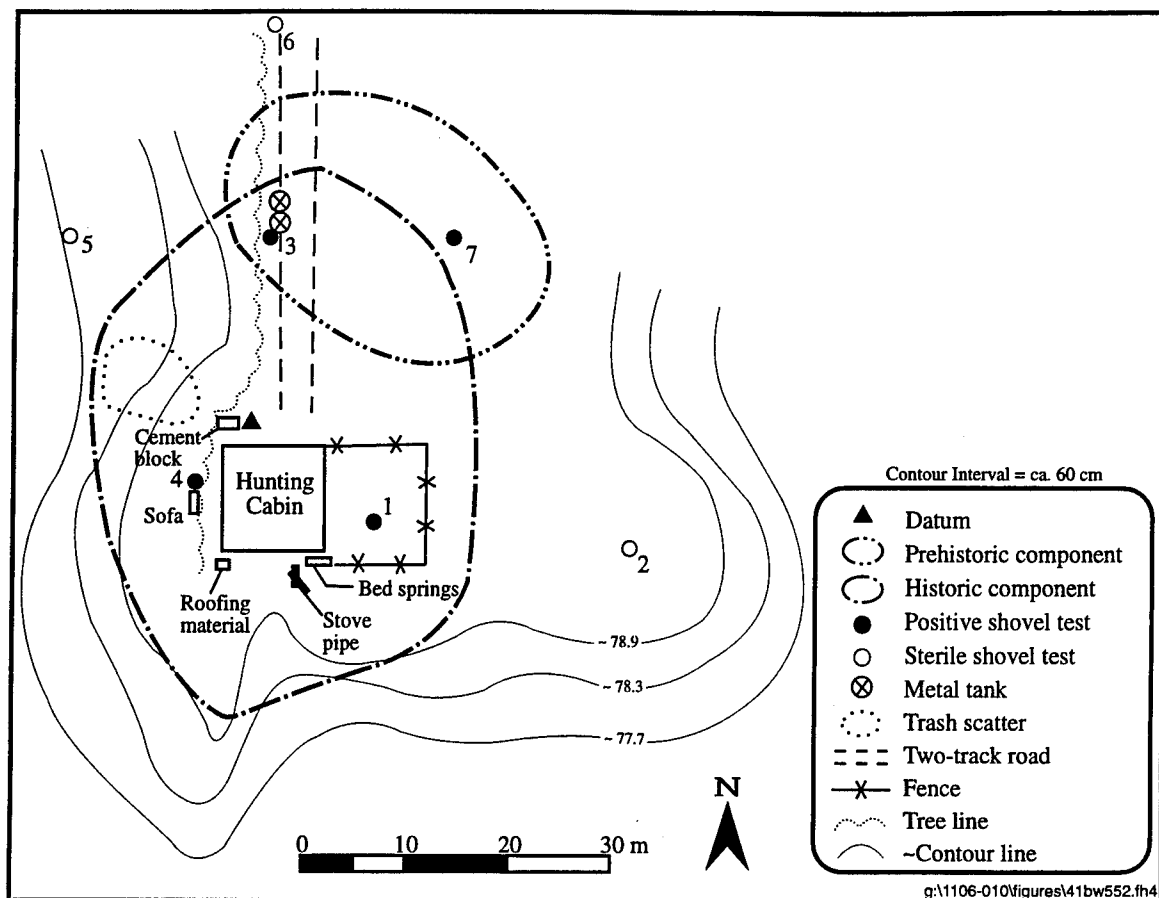 6
3
7
5
Cement
block
4
Hunting
Cabin
1
Sofa
2
Bed springs
Roofing
material
Stove
pipe
~ 78.9
~ 78.3
~ 77.7
N
0 10 20 30 m
Contour Interval = ca. 60 cm
Datum
Prehistoric component
Historic component
Positive shovel test
Sterile shovel test
Metal tank
Trash scatter
Two-track road
Fence
Tree line
~Contour line
g:\1106-010\figures\41bw552.fh4